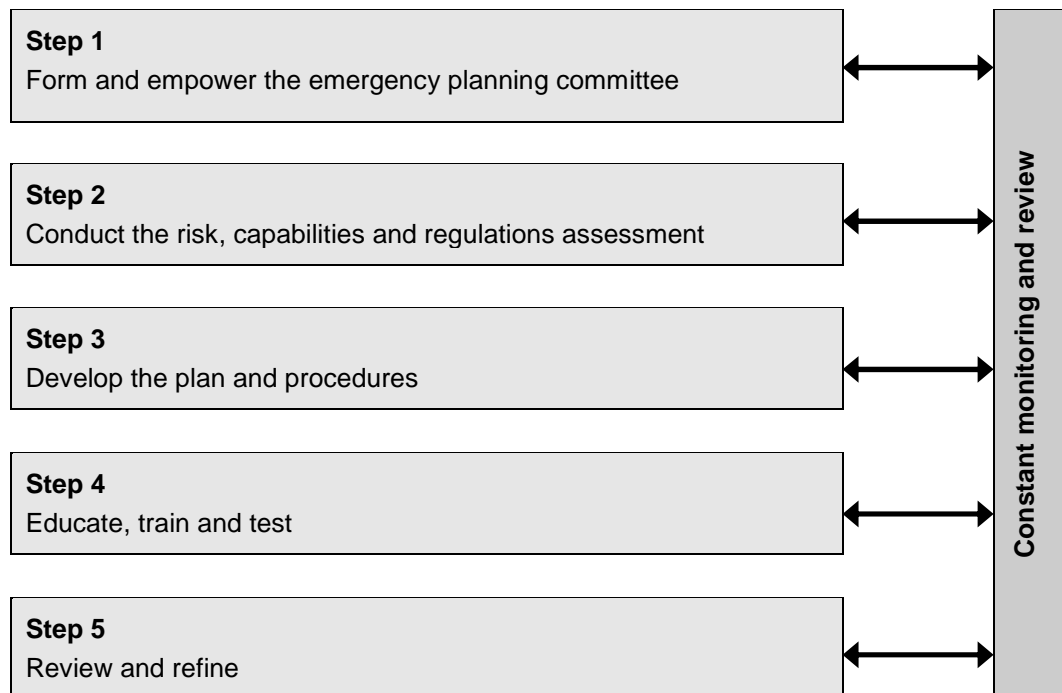 Step 1
Form and empower the emergency planning committee
Step 2
Conduct the risk, capabilities and regulations assessment
Step 3
Develop the plan and procedures
Step 4
Educate, train and test
Step 5
Review and refine
Constant monitoring and review